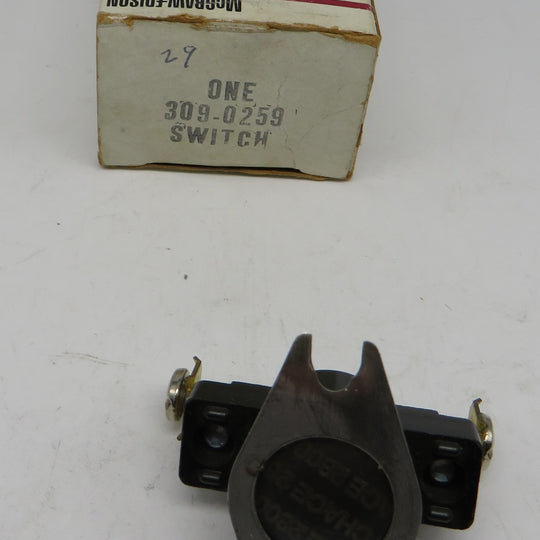 McGRAW-EDISON
29
ONE
309-0259
SWITCH